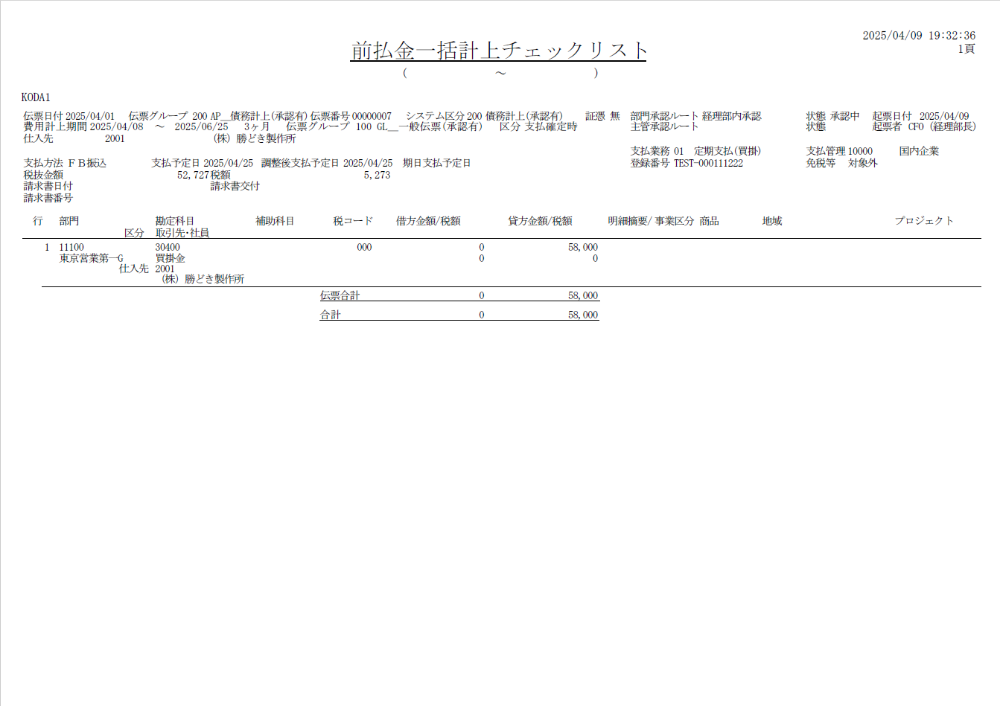 2025/04/09 19:32:36
前払金一括計上チェックリスト
1頁
( ～ )
KODA1
伝票日付 2025/04/01 伝票グループ 200 AP__債務計上(承認有) 伝票番号 00000007 システム区分 200 債務計上(承認有) 証憑 無 部門承認ルート 経理部内承認 状態 承認中 起票日付 2025/04/09
費用計上期間 2025/04/08 ～ 2025/06/25 3ヶ月 伝票グループ 100 GL__一般伝票(承認有) 区分 支払確定時 主管承認ルート 状態 起票者 CFO (経理部長)
仕入先 2001 (株) 勝どき製作所
支払業務 01 定期支払(買掛) 支払管理 10000 国内企業
支払方法 ＦＢ振込 支払予定日 2025/04/25 調整後支払予定日 2025/04/25 期日支払予定日 登録番号 TEST-000111222 免税等 対象外
税抜金額 52,727 税額 5,273
請求書日付 請求書交付
請求書番号
行 部門 勘定科目 補助科目 税コード 借方金額/税額 貸方金額/税額 明細摘要/ 事業区分 商品 地域 プロジェクト
区分 取引先･社員
1 11100 30400 000 0 58,000
東京営業第一G 買掛金 0 0
仕入先 2001
(株) 勝どき製作所
伝票合計 0 58,000
合計 0 58,000